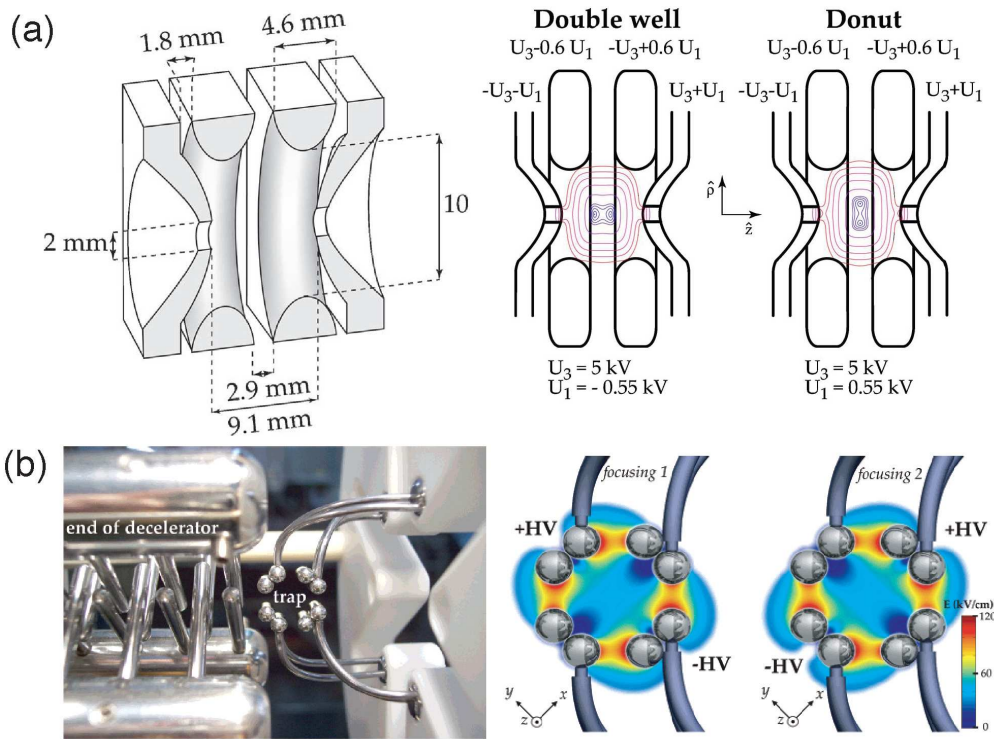 (a)
1.8 mm
4.6 mm
2 mm
10
2.9 mm
9.1 mm
Double well
U3-0.6 U1 -U3+0.6 U1
-U3-U1 U3+U1
U3 = 5 kV
U1 = - 0.55 kV
ρ̂
ẑ
Donut
U3-0.6 U1 -U3+0.6 U1
-U3-U1 U3+U1
U3 = 5 kV
U1 = 0.55 kV
(b)
end of decelerator
trap
focusing 1
+HV
-HV
y x
z
focusing 2
+HV
-HV
E (kV/cm)
120
60
0
y x
z